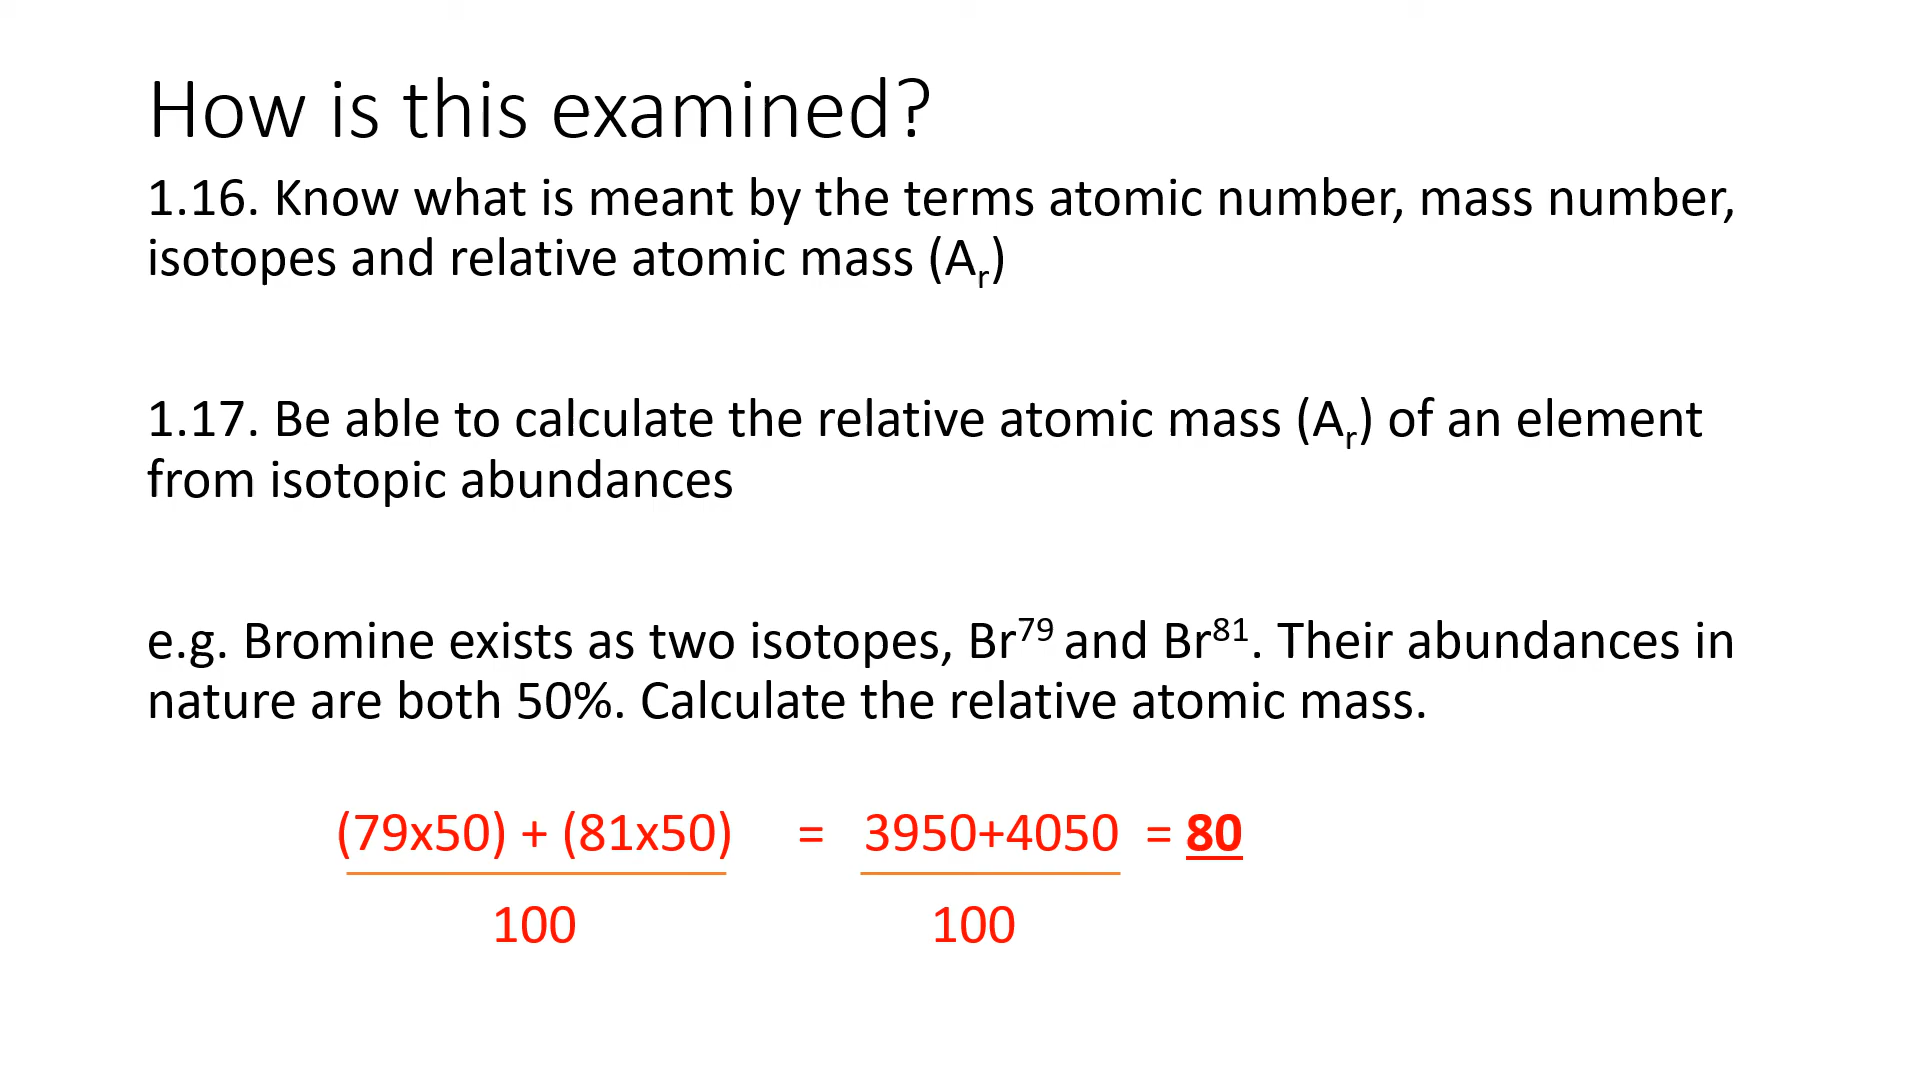 How is this examined?
1.16. Know what is meant by the terms atomic number, mass number,
isotopes and relative atomic mass (Aᵣ)
1.17. Be able to calculate the relative atomic mass (Aᵣ) of an element
from isotopic abundances
e.g. Bromine exists as two isotopes, Br⁷⁹ and Br⁸¹. Their abundances in
nature are both 50%. Calculate the relative atomic mass.
(79x50) + (81x50) = 3950+4050 = 80
100 100